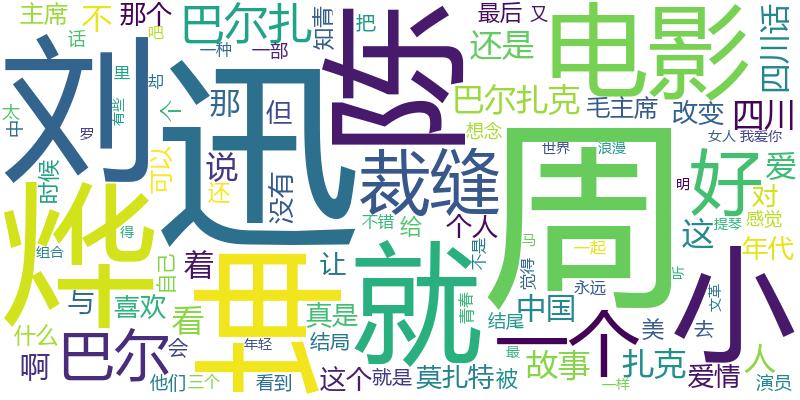 主席
不
那个
巴尔扎
知青
把
最后
又
电影
四川话
话
吧
一种
一部
还是
太
中
里
却
个
那
但
陈
巴尔扎克
毛主席
改变
四川
刘
迅
有些
罗
想念
女人
我爱你
时候
可以
说
还
没有
裁缝
周
世界
浪漫
好
爱
烨
明
对
感觉
得
不错
给
个人
这
提琴
组合
自己
着
毋
就
不是
马
一起
年代
小
与
喜欢
看
让
觉得
听
永远
文革
真是
青春
中国
什么
巴尔
会
年轻
结局
结尾
一个
美
去
啊
他们
三个
看到
这个
就是
莫扎特
被
最
故事
一样
扎克
爱情
人
演员